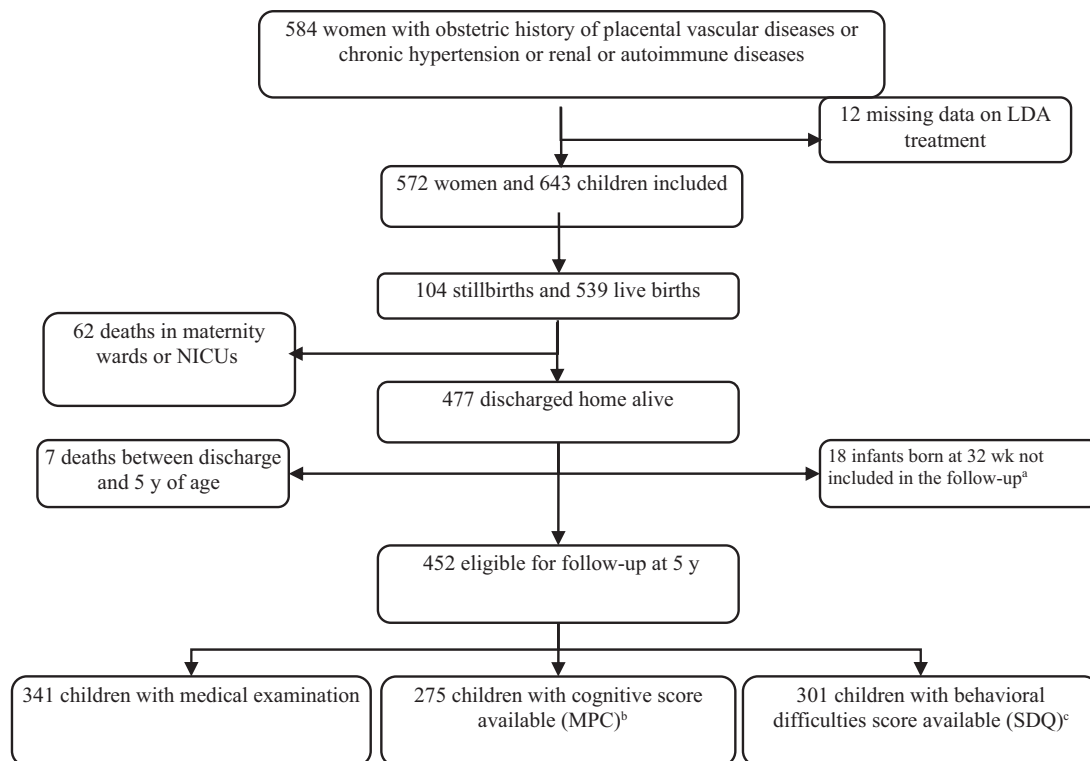 584 women with obstetric history of placental vascular diseases or
chronic hypertension or renal or autoimmune diseases
12 missing data on LDA
treatment
572 women and 643 children included
104 stillbirths and 539 live births
62 deaths in maternity
wards or NICUs
477 discharged home alive
7 deaths between discharge
and 5 y of age
18 infants born at 32 wk not
included in the follow-upᵃ
452 eligible for follow-up at 5 y
341 children with medical examination
275 children with cognitive score
available (MPC)ᵇ
301 children with behavioral
difficulties score available (SDQ)ᶜ